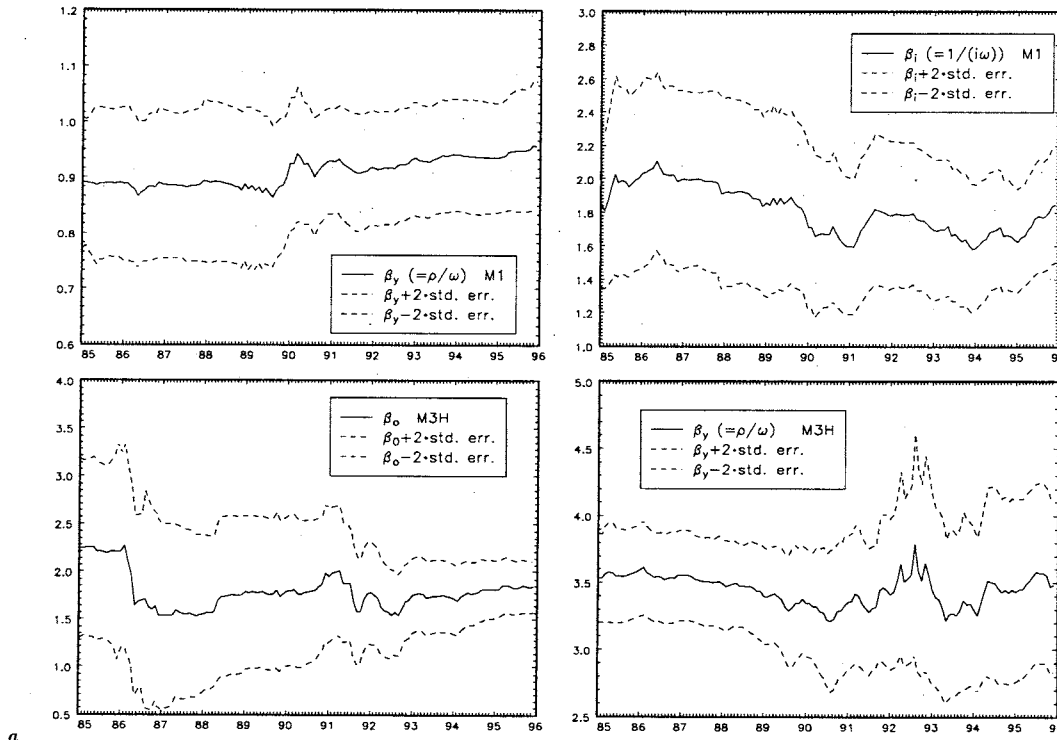 1.2
1.1
1.0
0.9
0.8
0.7
0.6
β_y (=ρ/ω) M1
β_y+2•std. err.
β_y−2•std. err.
85 86 87 88 89 90 91 92 93 94 95 96
3.0
2.8
2.6
2.4
2.2
2.0
1.8
1.6
1.4
1.2
1.0
β_i (=1/(iω)) M1
β_i+2•std. err.
β_i−2•std. err.
85 86 87 88 89 90 91 92 93 94 95 9
4.0
3.5
3.0
2.5
2.0
1.5
1.0
0.5
β_o M3H
β_o+2•std. err.
β_o−2•std. err.
85 86 87 88 89 90 91 92 93 94 95 96
5.0
4.5
4.0
3.5
3.0
2.5
β_y (=ρ/ω) M3H
β_y+2•std. err.
β_y−2•std. err.
85 86 87 88 89 90 91 92 93 94 95 9
a